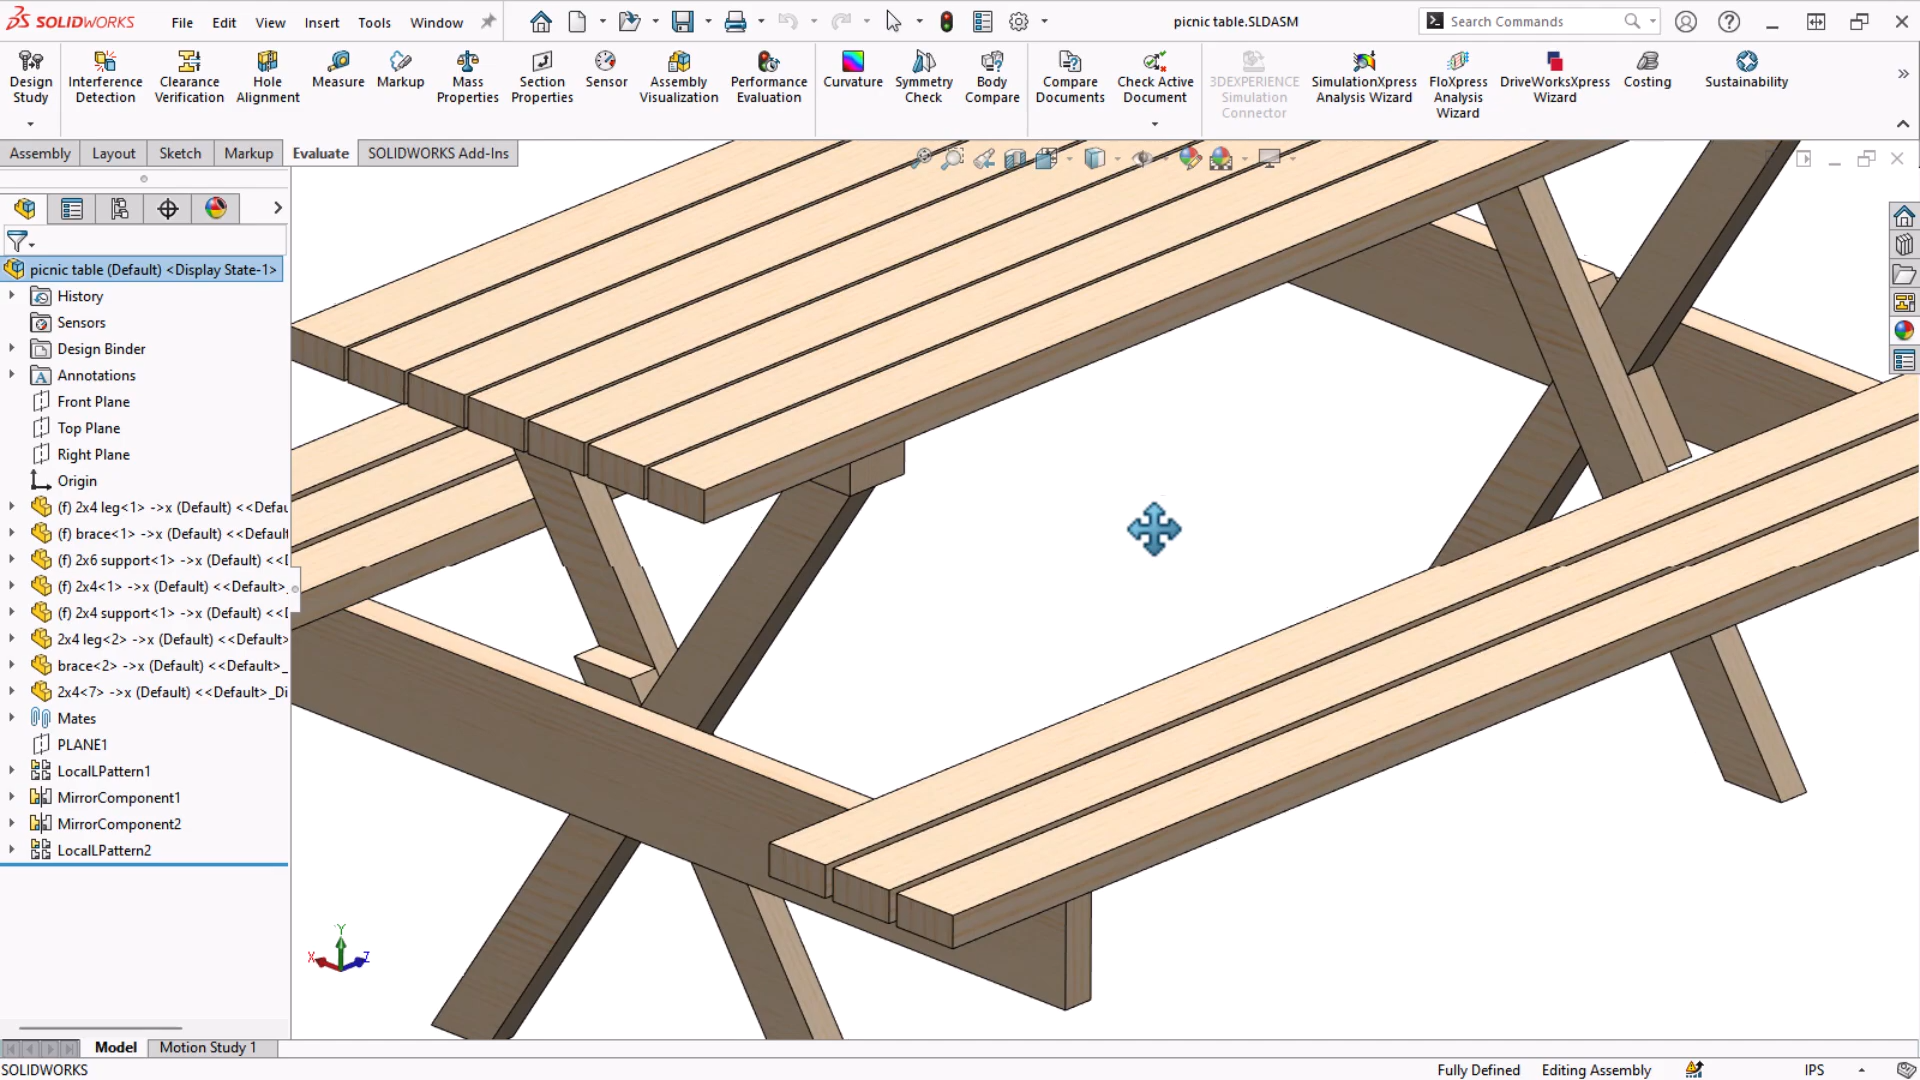 SOLIDWORKS File Edit View Insert Tools Window picnic table.SLDASM Search Commands
Design Study
Interference Detection
Clearance Verification
Hole Alignment
Measure
Markup
Mass Properties
Section Properties
Sensor
Assembly Visualization
Performance Evaluation
Curvature
Symmetry Check
Body Compare
Compare Documents
Check Active Document
3DEXPERIENCE Simulation Connector
SimulationXpress Analysis Wizard
FloXpress Analysis Wizard
DriveWorksXpress Wizard
Costing
Sustainability
Assembly Layout Sketch Markup Evaluate SOLIDWORKS Add-Ins
picnic table (Default) <Display State-1>
History
Sensors
Design Binder
Annotations
Front Plane
Top Plane
Right Plane
Origin
(f) 2x4 leg<1> ->x (Default) <<Defau
(f) brace<1> ->x (Default) <<Default
(f) 2x6 support<1> ->x (Default) <<D
(f) 2x4<1> ->x (Default) <<Default>_
(f) 2x4 support<1> ->x (Default) <<D
2x4 leg<2> ->x (Default) <<Default>
brace<2> ->x (Default) <<Default>_
2x4<7> ->x (Default) <<Default>_Di
Mates
PLANE1
LocalLPattern1
MirrorComponent1
MirrorComponent2
LocalLPattern2
Y
X Z
Model Motion Study 1
SOLIDWORKS Fully Defined Editing Assembly IPS